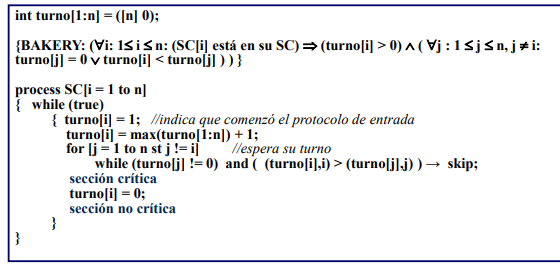 int turno[1:n] = ([n] 0);
{BAKERY: (∀i: 1≤ i ≤ n: (SC[i] está en su SC) ⇒ (turno[i] > 0) ∧ ( ∀j : 1 ≤ j ≤ n, j ≠ i:
turno[j] = 0 ∨ turno[i] < turno[j] ) ) }
process SC[i = 1 to n]
{ while (true)
{ turno[i] = 1; //indica que comenzó el protocolo de entrada
turno[i] = max(turno[1:n]) + 1;
for [j = 1 to n st j != i] //espera su turno
while (turno[j] != 0) and ( (turno[i],i) > (turno[j],j) ) → skip;
sección crítica
turno[i] = 0;
sección no crítica
}
}